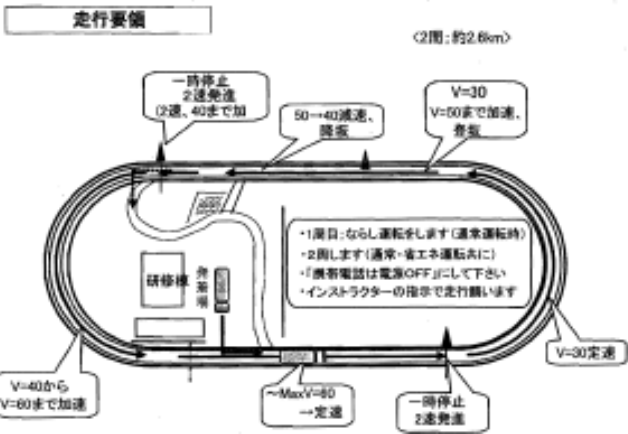 走行要領
〈2周:約2.6km〉
一時停止
2速発進
(2速、40まで加
50→40減速、
降坂
V=30
V=50まで加速、
登坂
・1周目:ならし運転をします(通常運転時)
・2周します(通常・省エネ運転共に)
・「携帯電話は電源OFF」にして下さい
・インストラクターの指示で走行願います
研修棟
発着場
V=30定速
V=40から
V=60まで加速
〜MaxV=60
→定速
一時停止
2速発進